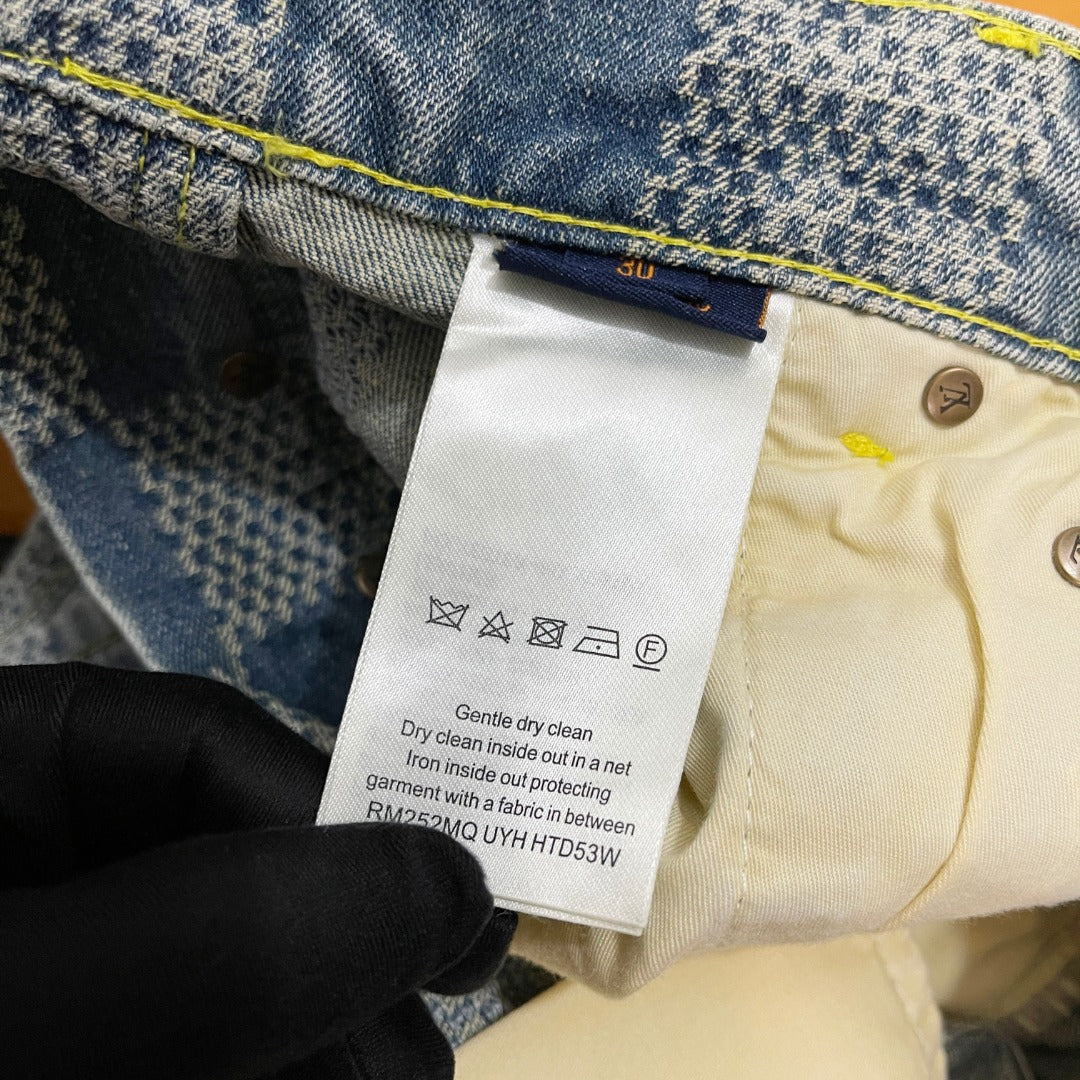 30
LV
F
Gentle dry clean
Dry clean inside out in a net
Iron inside out protecting
garment with a fabric in between
RM252MQ UYH HTD53W